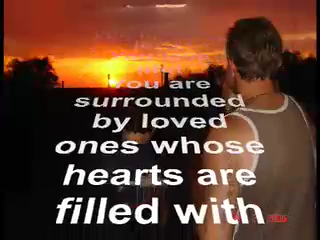 you are
surrounded
by loved
ones whose
hearts are
filled with